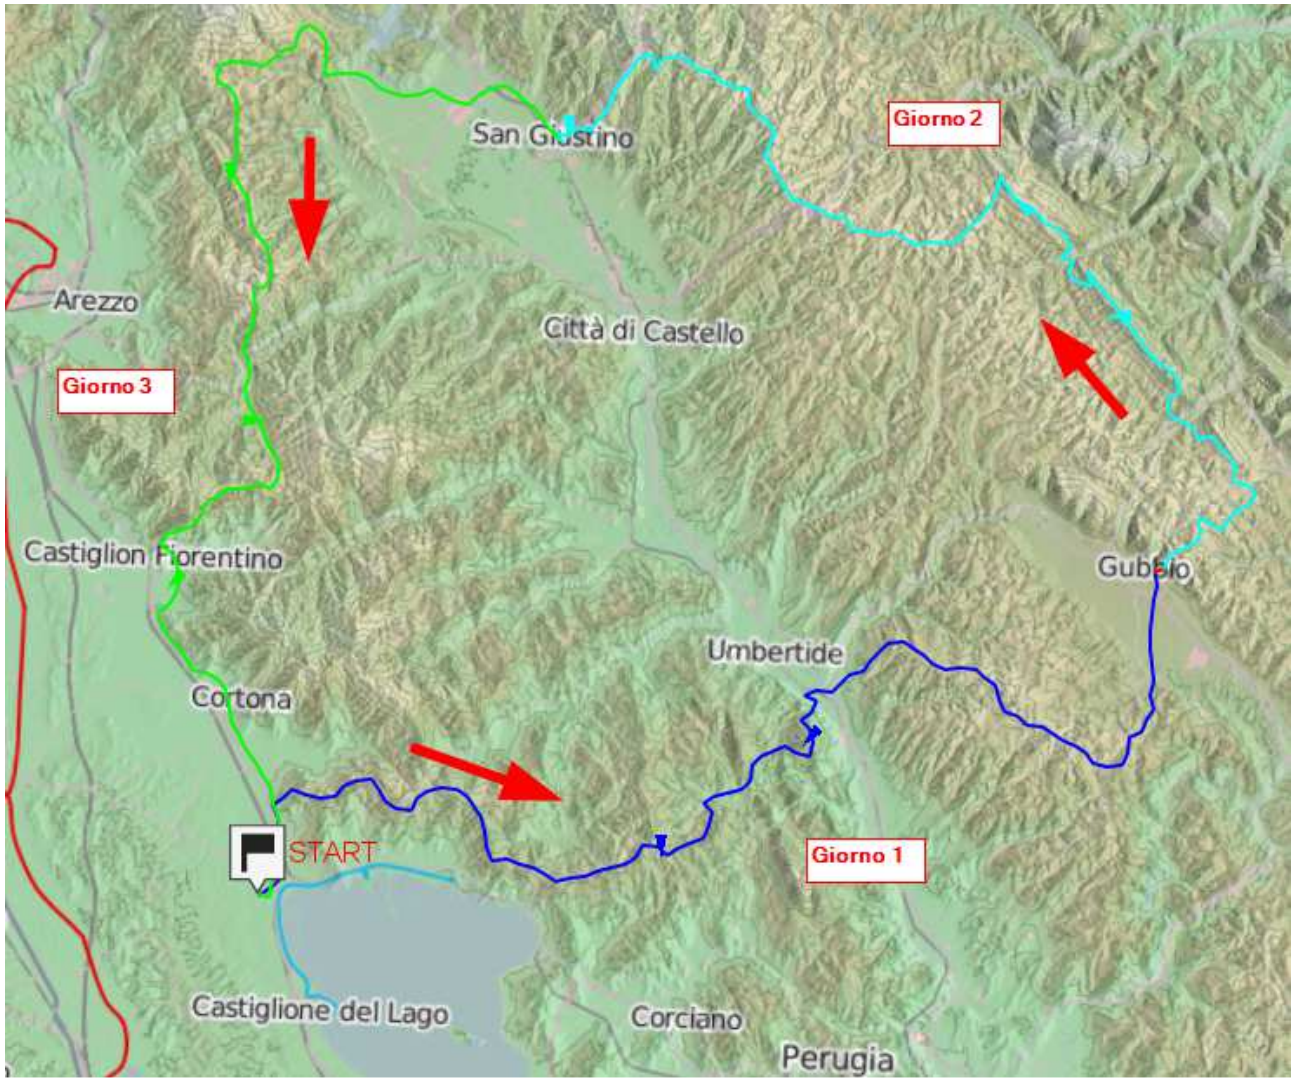 Giorno 2
San Giustino
Arezzo
Città di Castello
Giorno 3
Castiglion Fiorentino
Gubbio
Umbertide
Cortona
START
Giorno 1
Castiglione del Lago
Corciano
Perugia